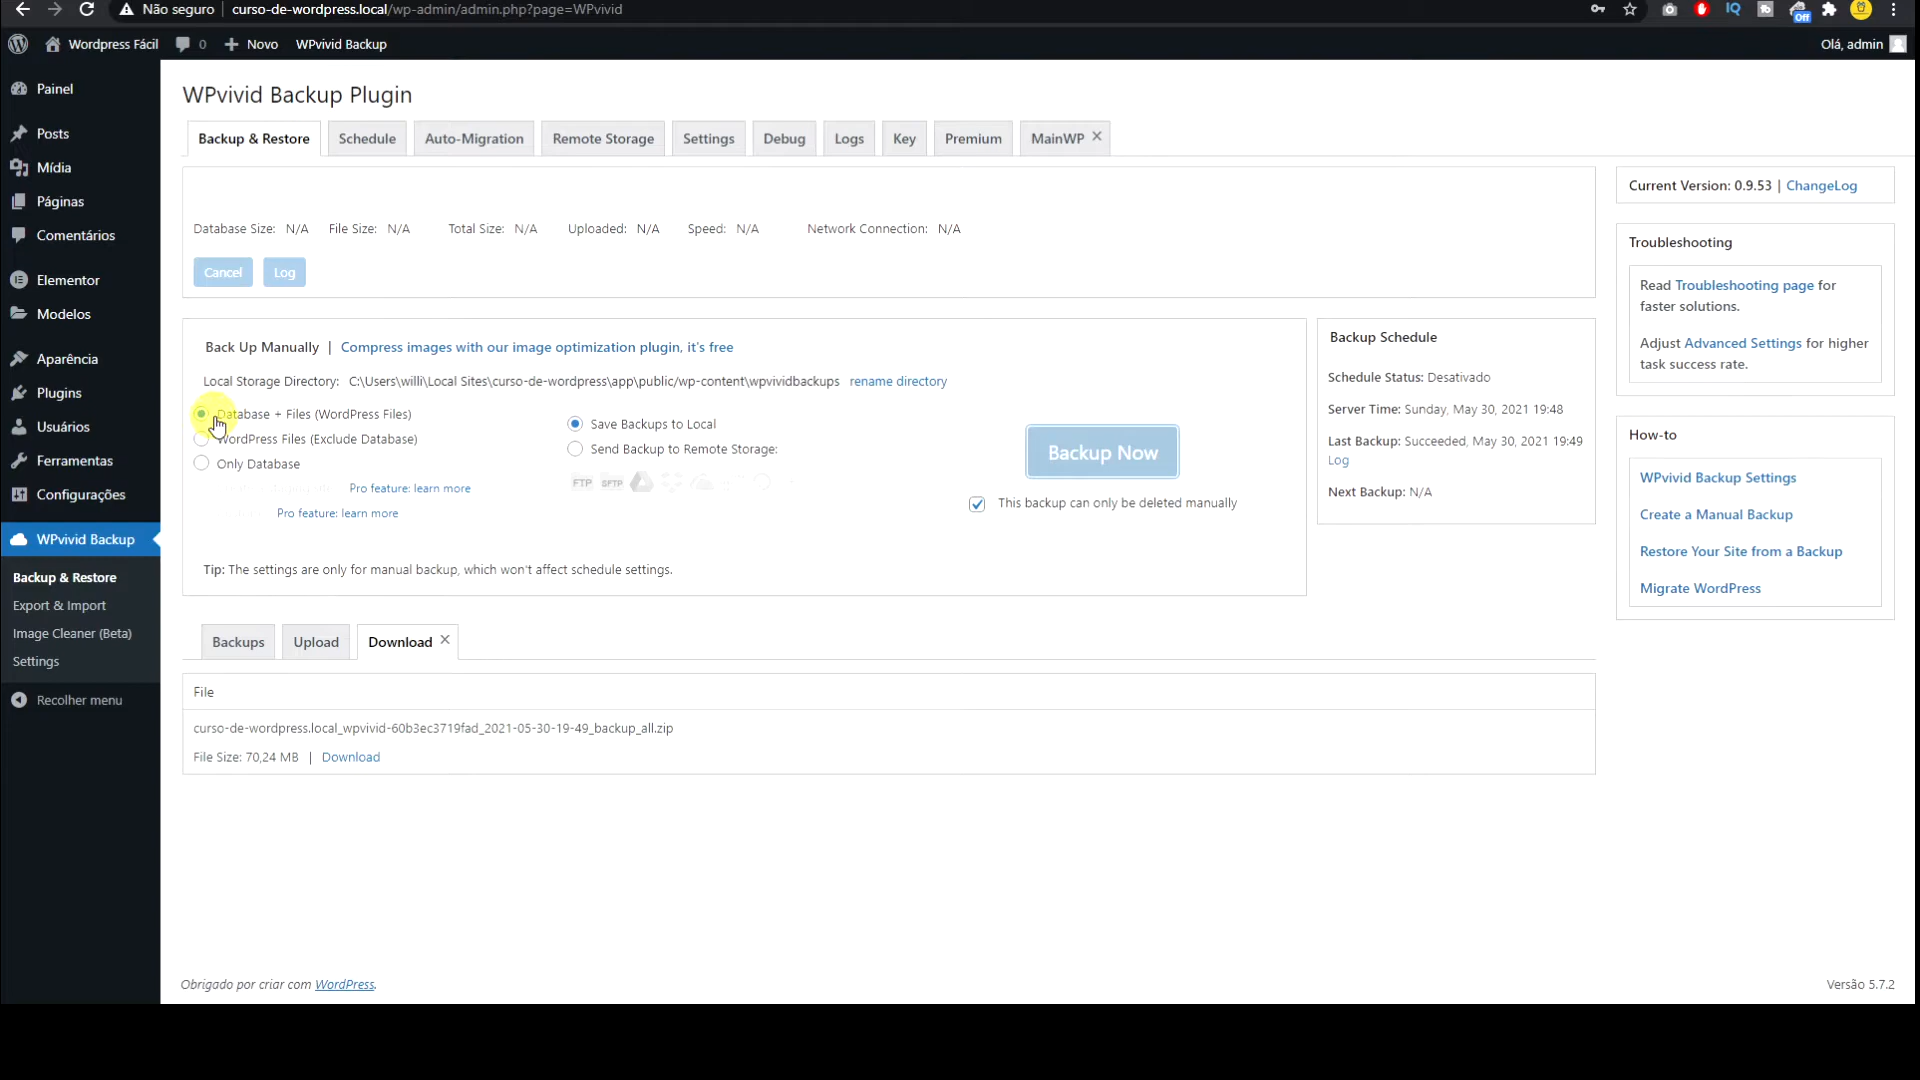 Não seguro | curso-de-wordpress.local/wp-admin/admin.php?page=WPvivid
Wordpress Fácil 0 Novo WPvivid Backup Olá, admin
Painel
Posts
Mídia
Páginas
Comentários
Elementor
Modelos
Aparência
Plugins
Usuários
Ferramentas
Configurações
WPvivid Backup
Backup & Restore
Export & Import
Image Cleaner (Beta)
Settings
Recolher menu
WPvivid Backup Plugin
Backup & Restore Schedule Auto-Migration Remote Storage Settings Debug Logs Key Premium MainWP
Database Size: N/A File Size: N/A Total Size: N/A Uploaded: N/A Speed: N/A Network Connection: N/A
Cancel Log
Back Up Manually | Compress images with our image optimization plugin, it's free
Local Storage Directory: C:\Users\willi\Local Sites\curso-de-wordpress\app\public/wp-content\wpvividbackups rename directory
Database + Files (WordPress Files)
WordPress Files (Exclude Database)
Only Database
Pro feature: learn more
Pro feature: learn more
Save Backups to Local
Send Backup to Remote Storage:
FTP SFTP
Backup Now
This backup can only be deleted manually
Tip: The settings are only for manual backup, which won't affect schedule settings.
Backup Schedule
Schedule Status: Desativado
Server Time: Sunday, May 30, 2021 19:48
Last Backup: Succeeded, May 30, 2021 19:49
Log
Next Backup: N/A
Backups Upload Download
File
curso-de-wordpress.local_wpvivid-60b3ec3719fad_2021-05-30-19-49_backup_all.zip
File Size: 70,24 MB | Download
Current Version: 0.9.53 | ChangeLog
Troubleshooting
Read Troubleshooting page for
faster solutions.
Adjust Advanced Settings for higher
task success rate.
How-to
WPvivid Backup Settings
Create a Manual Backup
Restore Your Site from a Backup
Migrate WordPress
Obrigado por criar com WordPress.
Versão 5.7.2
IQ
Off